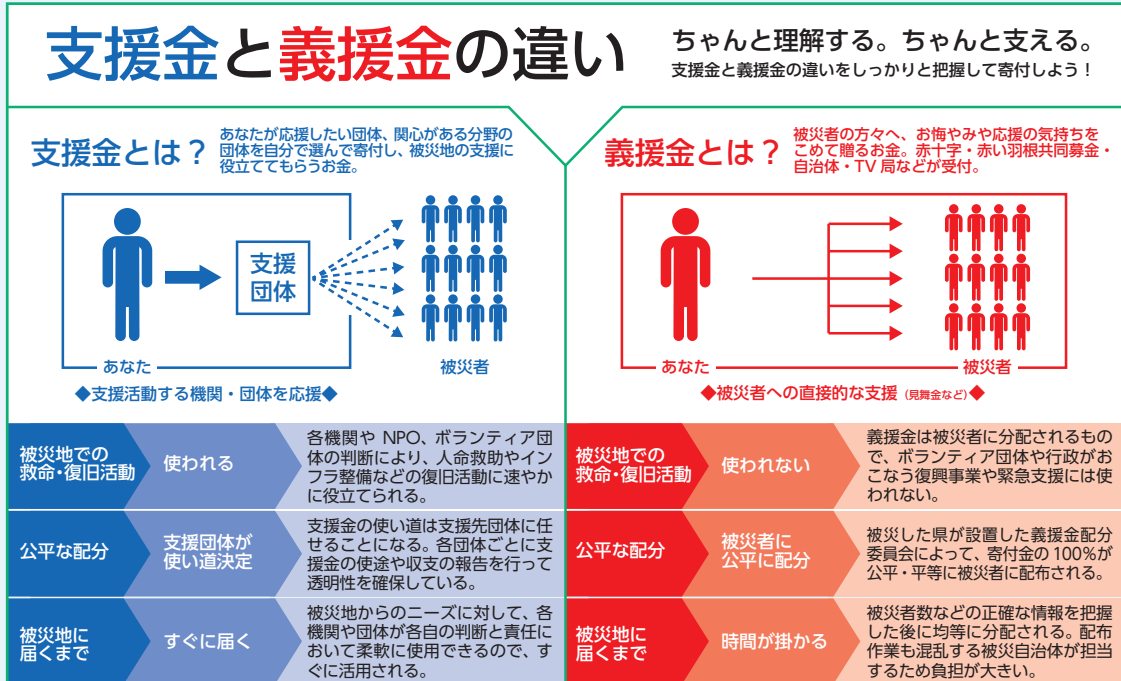 支援金と義援金の違い
ちゃんと理解する。ちゃんと支える。
支援金と義援金の違いをしっかりと把握して寄付しよう！
支援金とは？
あなたが応援したい団体、関心がある分野の
団体を自分で選んで寄付し、被災地の支援に
役立ててもらうお金。
支援
団体
あなた
被災者
◆支援活動する機関・団体を応援◆
被災地での
救命・復旧活動
使われる
各機関や NPO、ボランティア団
体の判断により、人命救助やイン
フラ整備などの復旧活動に速やか
に役立てられる。
公平な配分
支援団体が
使い道決定
支援金の使い道は支援先団体に任
せることになる。各団体ごとに支
援金の使途や収支の報告を行って
透明性を確保している。
被災地に
届くまで
すぐに届く
被災地からのニーズに対して、各
機関や団体が各自の判断と責任に
おいて柔軟に使用できるので、す
ぐに活用される。
義援金とは？
被災者の方々へ、お悔やみや応援の気持ちを
こめて贈るお金。赤十字・赤い羽根共同募金・
自治体・TV 局などが受付。
あなた
被災者
◆被災者への直接的な支援 (見舞金など)◆
被災地での
救命・復旧活動
使われない
義援金は被災者に分配されるもの
で、ボランティア団体や行政がお
こなう復興事業や緊急支援には使
われない。
公平な配分
被災者に
公平に配分
被災した県が設置した義援金配分
委員会によって、寄付金の 100%が
公平・平等に被災者に配布される。
被災地に
届くまで
時間が掛かる
被災者数などの正確な情報を把握
した後に均等に分配される。配布
作業も混乱する被災自治体が担当
するため負担が大きい。